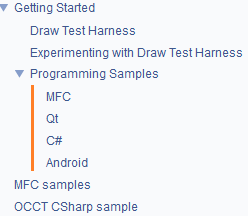 Getting Started
Draw Test Harness
Experimenting with Draw Test Harness
Programming Samples
MFC
Qt
C#
Android
MFC samples
OCCT CSharp sample